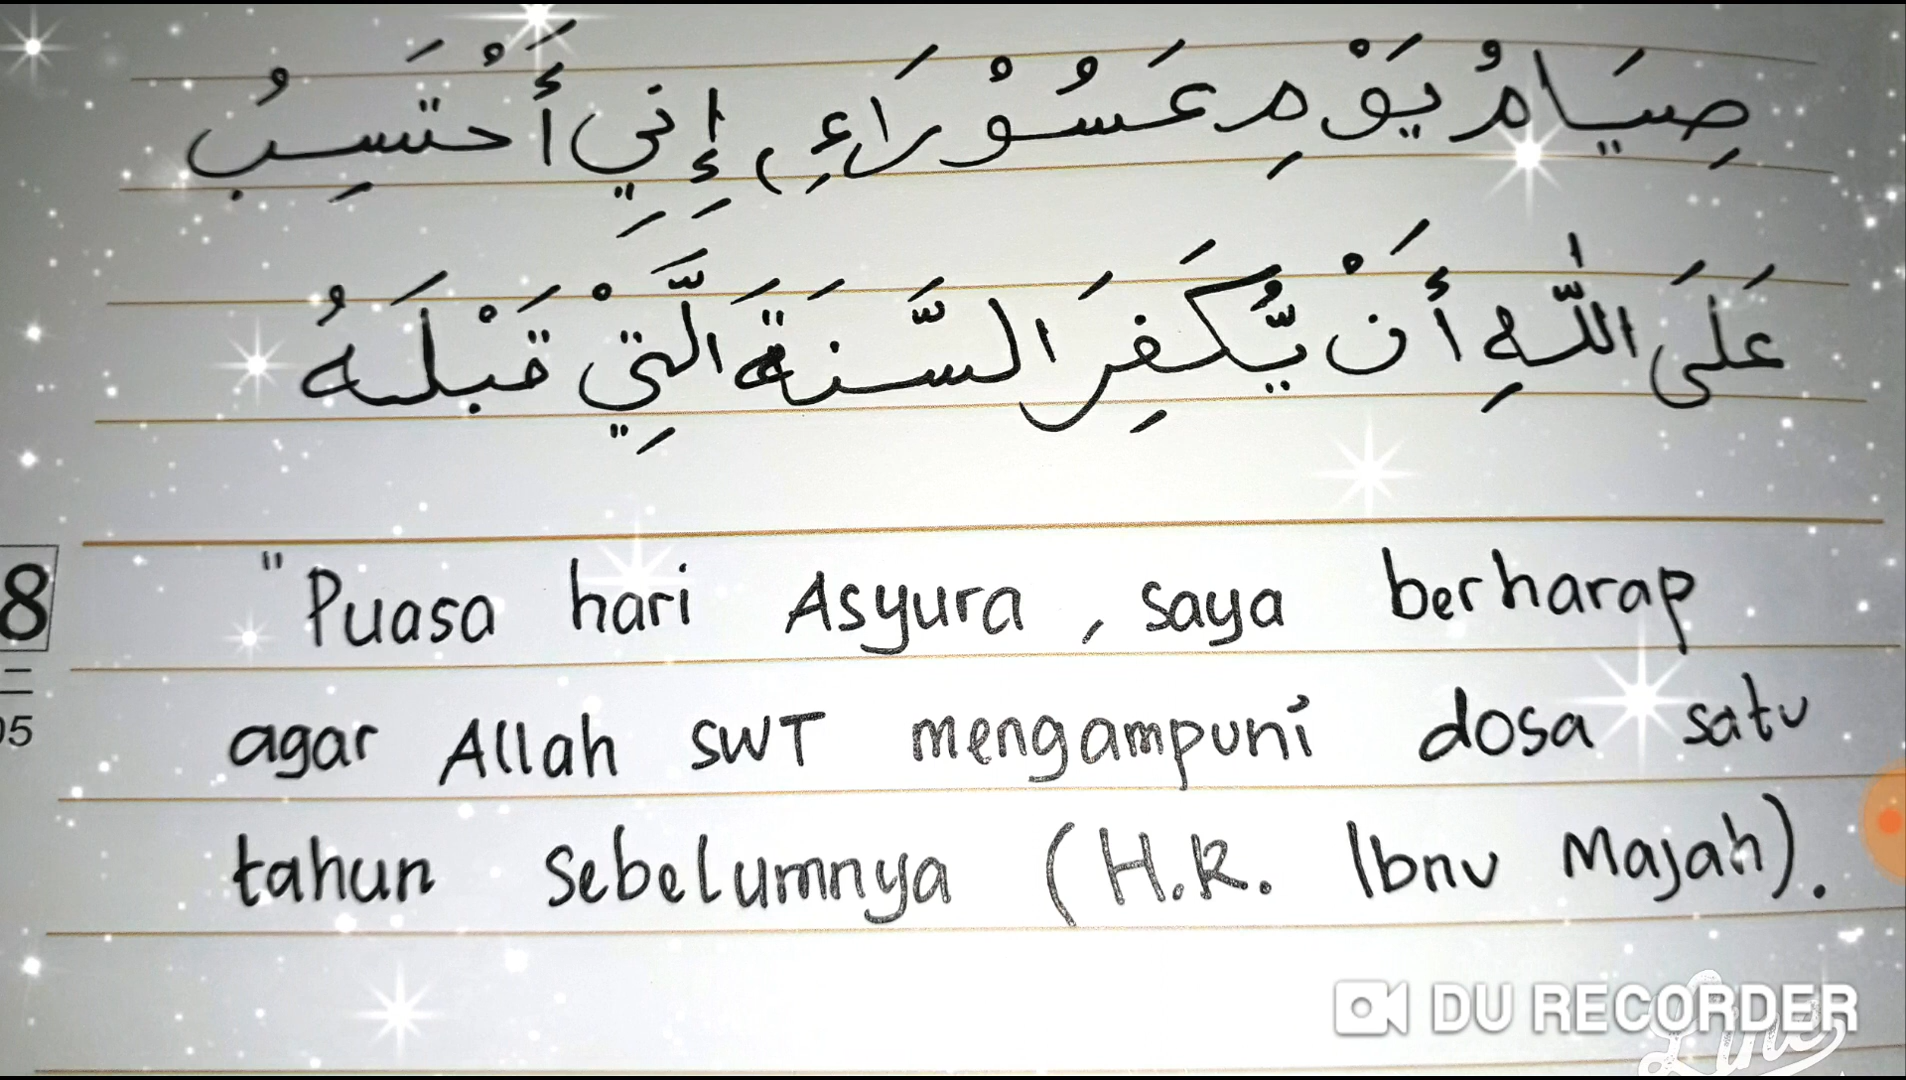 صِيَامُ يَوْمِ عَسُوْرَاءِ، إِنِي أَحْتَسِبُ
عَلَى اللّٰهِ أَنْ يُّكَفِرَ السَّنَةَ الَّتِيْ قَبْلَهُ
"Puasa hari Asyura, saya berharap
agar Allah SWT mengampuni dosa satu
tahun sebelumnya (H.R. Ibnu Majah).
8
05
DU RECORDER